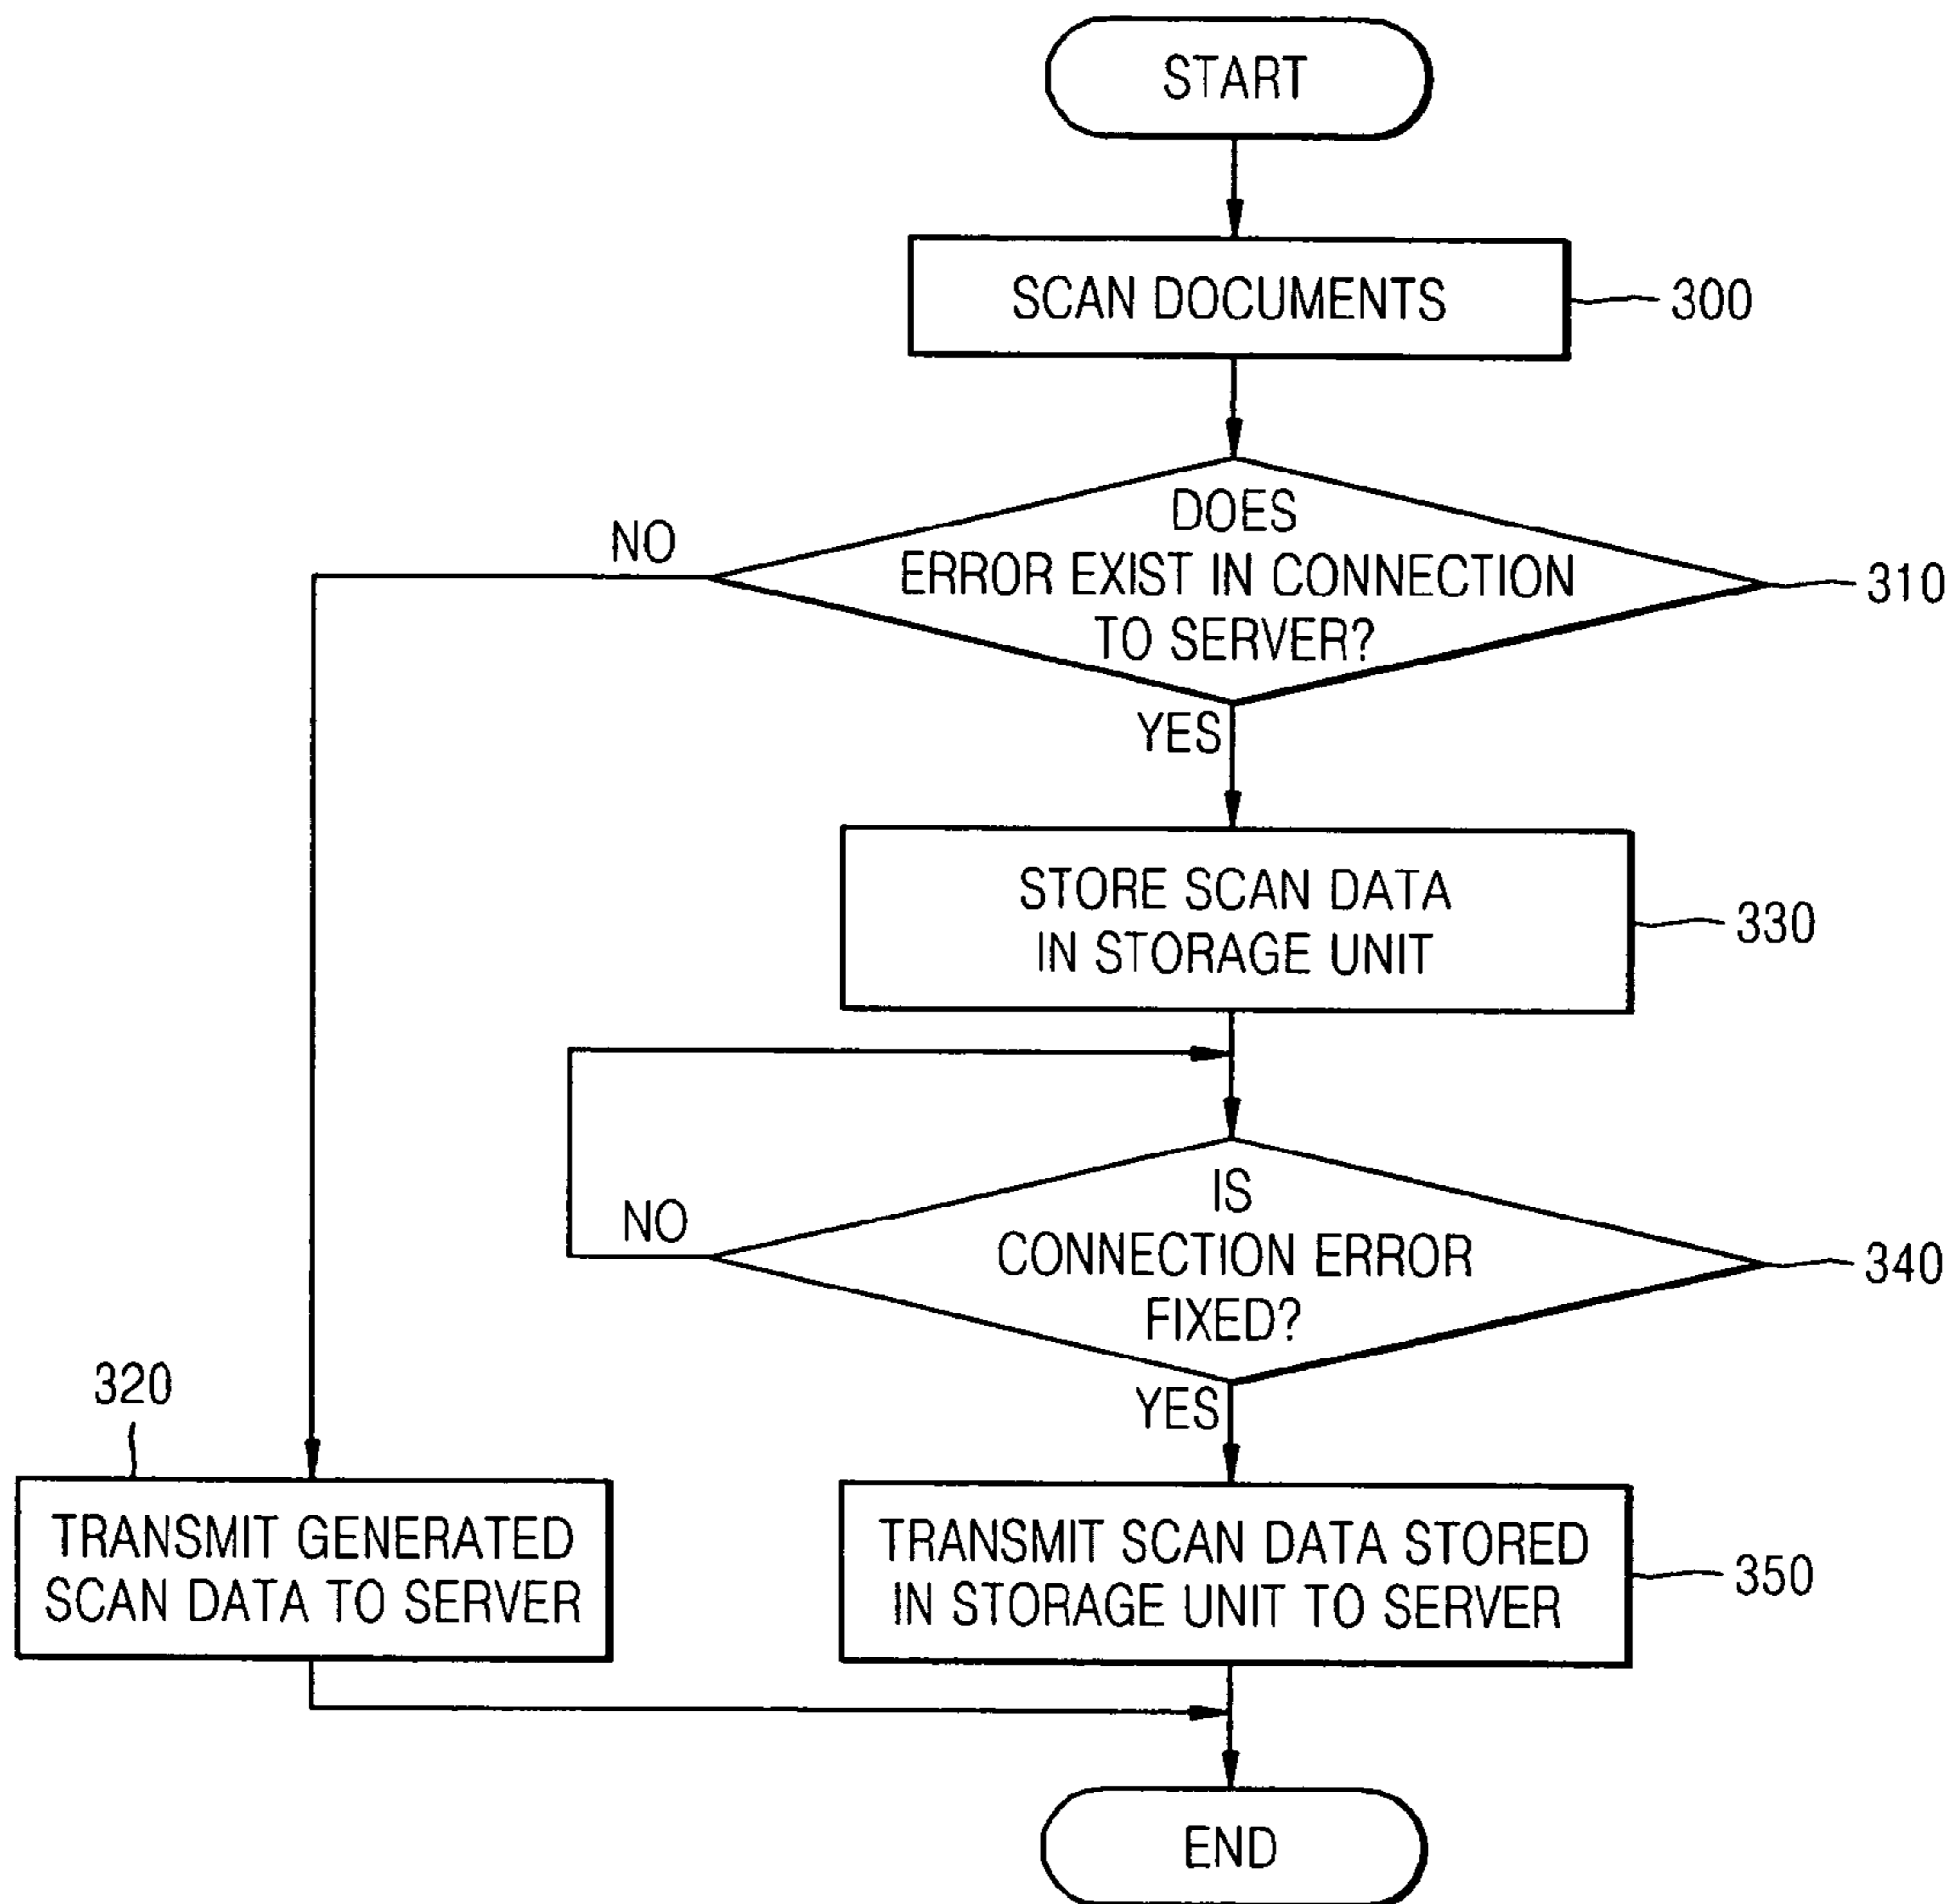 START
SCAN DOCUMENTS
300
DOES
ERROR EXIST IN CONNECTION
TO SERVER?
310
NO
YES
STORE SCAN DATA
IN STORAGE UNIT
330
IS
CONNECTION ERROR
FIXED?
340
NO
YES
320
TRANSMIT GENERATED
SCAN DATA TO SERVER
TRANSMIT SCAN DATA STORED
IN STORAGE UNIT TO SERVER
350
END